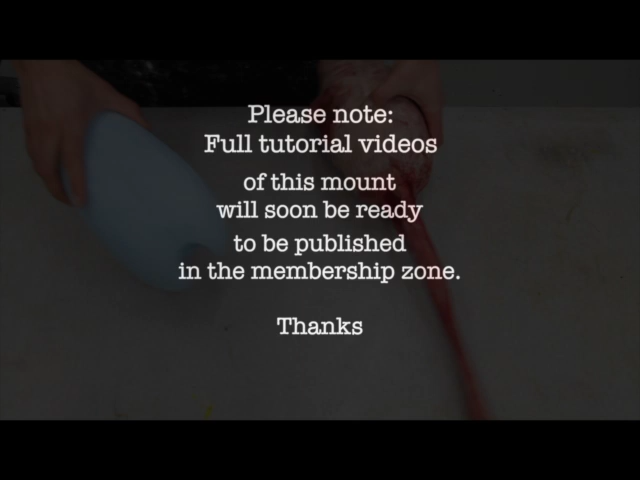 Please note:
Full tutorial videos
of this mount
will soon be ready
to be published
in the membership zone.
Thanks